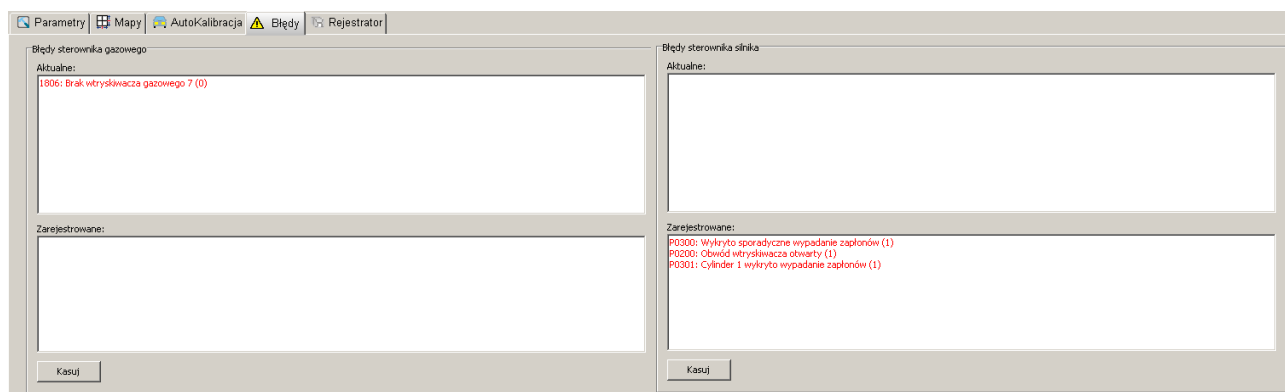 Parametry Mapy AutoKalibracja Błędy Rejestrator
Błędy sterownika gazowego
Aktualne:
1806: Brak wtryskiwacza gazowego 7 (0)
Zarejestrowane:
Kasuj
Błędy sterownika silnika
Aktualne:
Zarejestrowane:
P0300: Wykryto sporadyczne wypadanie zapłonów (1)
P0200: Obwód wtryskiwacza otwarty (1)
P0301: Cylinder 1 wykryto wypadanie zapłonów (1)
Kasuj